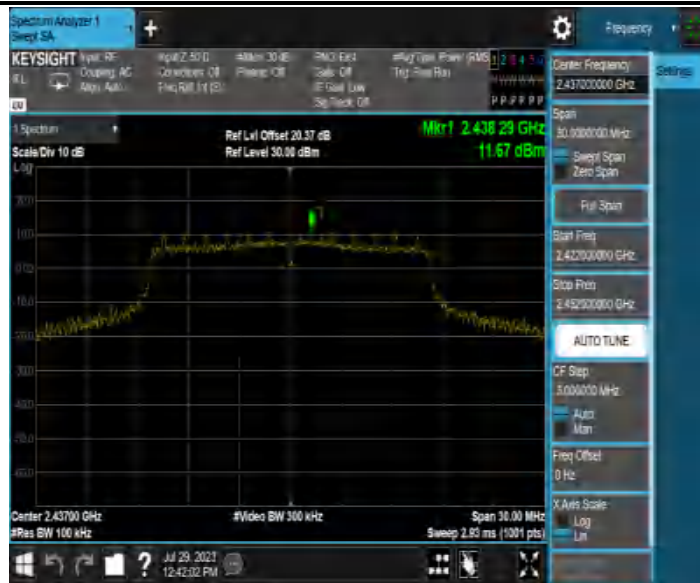 Spectrum Analyzer 1
Swept SA
+
Frequency
KEYSIGHT
Input: RF
Coupling: AC
Align: Auto
Input Z: 50 Ω
Corrections: Off
Freq Ref: Int (S)
#Atten: 30 dB
Preamp: Off
PNO: Fast
Gate: Off
IF Gain: Low
Sig Track: Off
#Avg Type: Power (RMS)
Trig: Free Run
1 2 3 4 5 6
P P P P P P
1 Spectrum
Scale/Div 10 dB
Log
Ref Lvl Offset 20.37 dB
Ref Level 30.00 dBm
Mkr1 2.438 29 GHz
11.67 dBm
20.0
10.0
0.00
-10.0
-20.0
-30.0
-40.0
-50.0
-60.0
Center 2.43700 GHz
#Res BW 100 kHz
#Video BW 300 kHz
Span 30.00 MHz
Sweep 2.93 ms (1001 pts)
Center Frequency
2.437000000 GHz
Settings
Span
30.0000000 MHz
Swept Span
Zero Span
Full Span
Start Freq
2.422000000 GHz
Stop Freq
2.452000000 GHz
AUTO TUNE
CF Step
3.000000 MHz
Auto
Man
Freq Offset
0 Hz
X Axis Scale
Log
Lin
?
Jul 29, 2023
12:42:02 PM